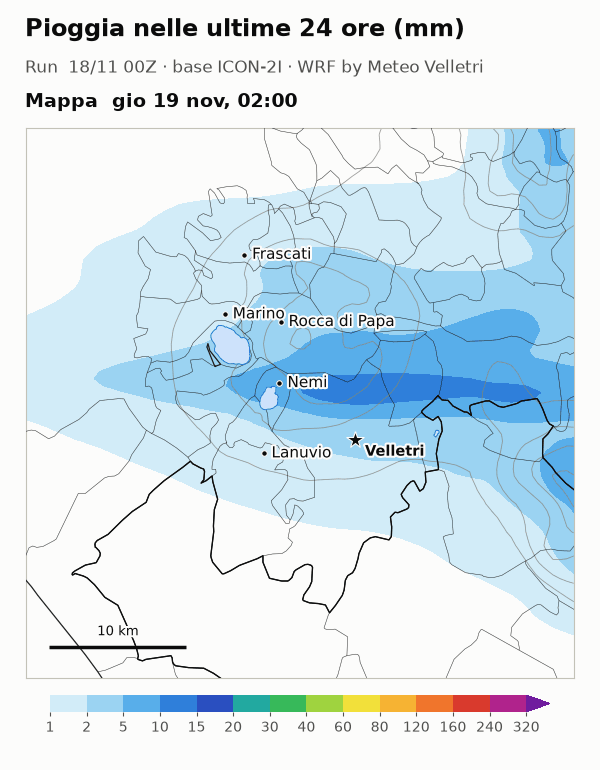 Pioggia nelle ultime 24 ore (mm)
Run 18/11 00Z · base ICON-2I · WRF by Meteo Velletri
Mappa gio 19 nov, 02:00
Frascati
Marino
Rocca di Papa
Nemi
Velletri
Lanuvio
10 km
1 2 5 10 15 20 30 40 60 80 120 160 240 320